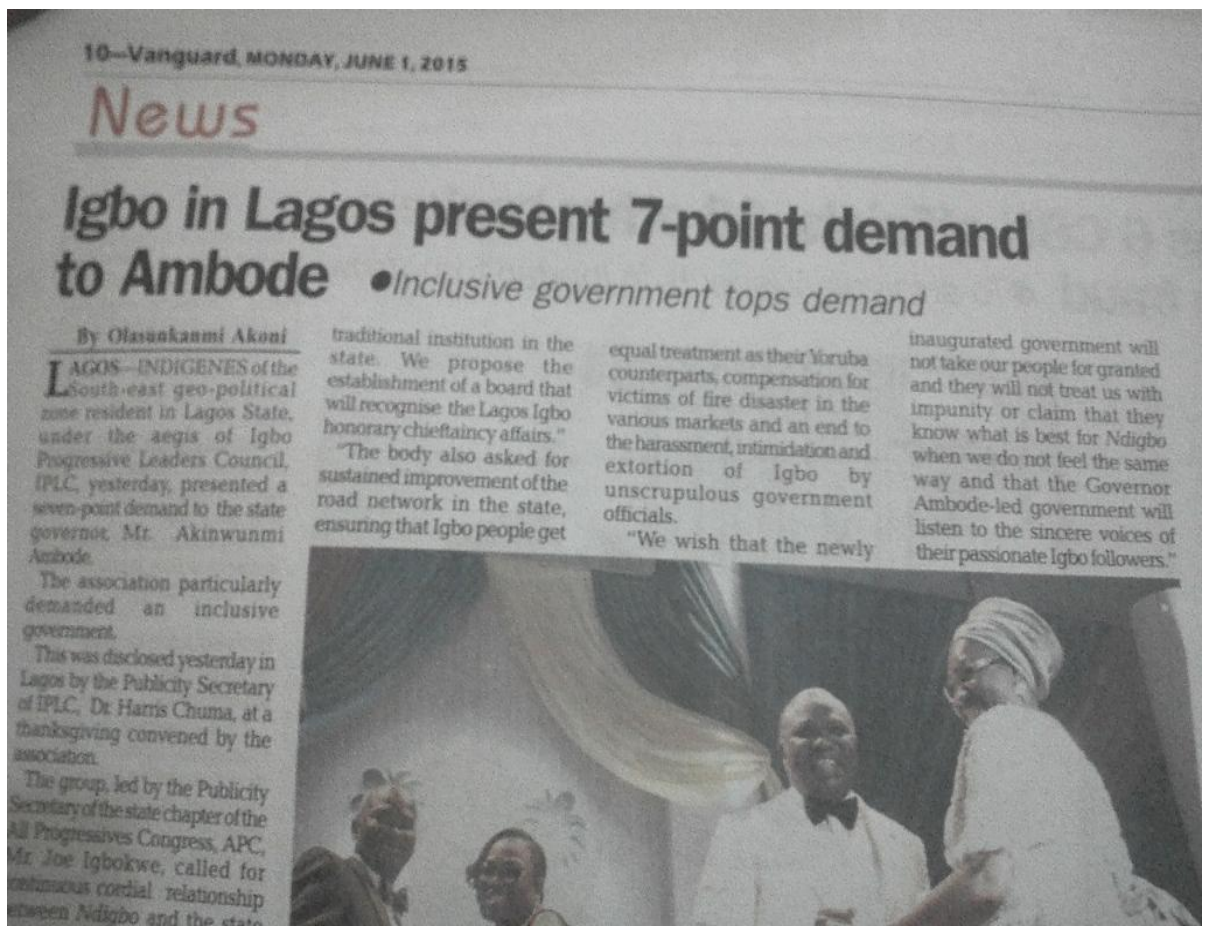 10—Vanguard, MONDAY, JUNE 1, 2015
News
Igbo in Lagos present 7-point demand
to Ambode ●Inclusive government tops demand
By Olasunkanmi Akoni
LAGOS—INDIGENES of the
South-east geo-political
zone resident in Lagos State,
under the aegis of Igbo
Progressive Leaders Council,
IPLC, yesterday, presented a
seven-point demand to the state
governor, Mr. Akinwunmi
Ambode.
The association particularly
demanded an inclusive
government.
This was disclosed yesterday in
Lagos by the Publicity Secretary
of IPLC, Dr. Harris Chuma, at a
thanksgiving convened by the
association.
The group, led by the Publicity
Secretary of the state chapter of the
All Progressives Congress, APC,
Mr. Joe Igbokwe, called for
continuous cordial relationship
between Ndigbo and the state
traditional institution in the
state. We propose the
establishment of a board that
will recognise the Lagos Igbo
honorary chieftaincy affairs."
"The body also asked for
sustained improvement of the
road network in the state,
ensuring that Igbo people get
equal treatment as their Yoruba
counterparts, compensation for
victims of fire disaster in the
various markets and an end to
the harassment, intimidation and
extortion of Igbo by
unscrupulous government
officials.
"We wish that the newly
inaugurated government will
not take our people for granted
and they will not treat us with
impunity or claim that they
know what is best for Ndigbo
when we do not feel the same
way and that the Governor
Ambode-led government will
listen to the sincere voices of
their passionate Igbo followers."